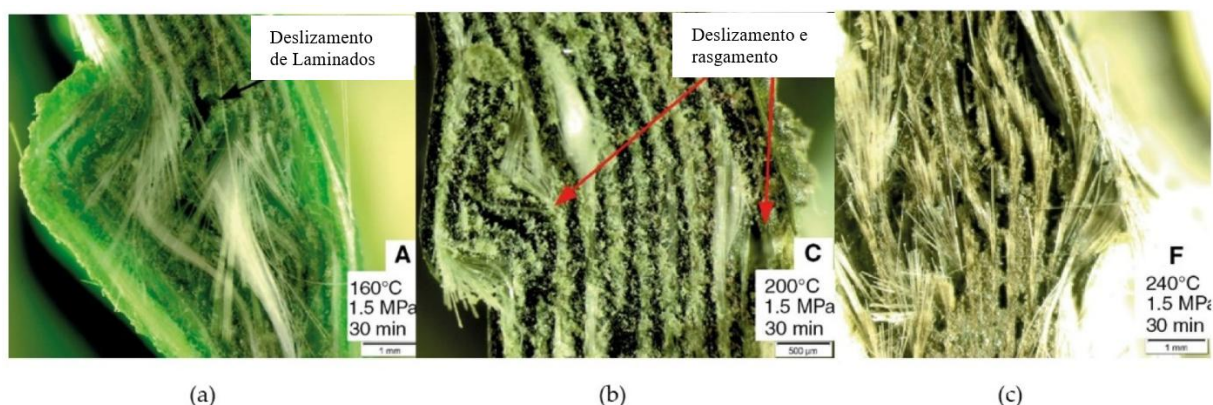 Deslizamento
de Laminados
A
160°C
1.5 MPa
30 min
1 mm
Deslizamento e
rasgamento
C
200°C
1.5 MPa
30 min
500 µm
F
240°C
1.5 MPa
30 min
1 mm
(a)
(b)
(c)